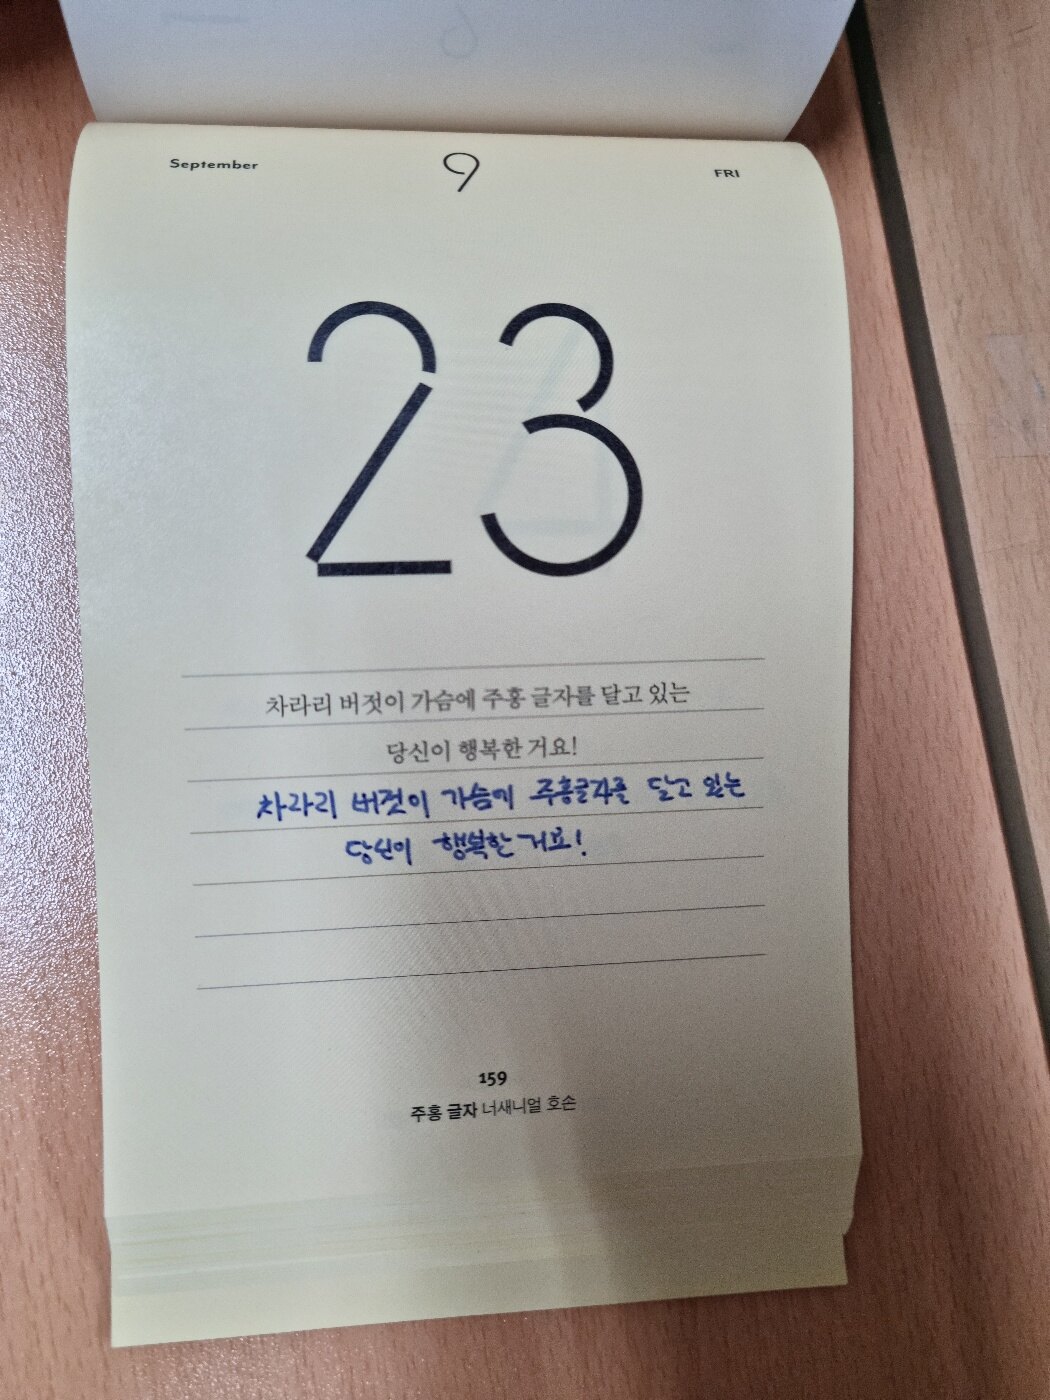 September 9 FRI
23
차라리 버젓이 가슴에 주홍 글자를 달고 있는
당신이 행복한 거요!
차라리 버젓이 가슴에 주홍글자를 달고 있는
당신이 행복한 거요!
159
주홍 글자 너새니얼 호손